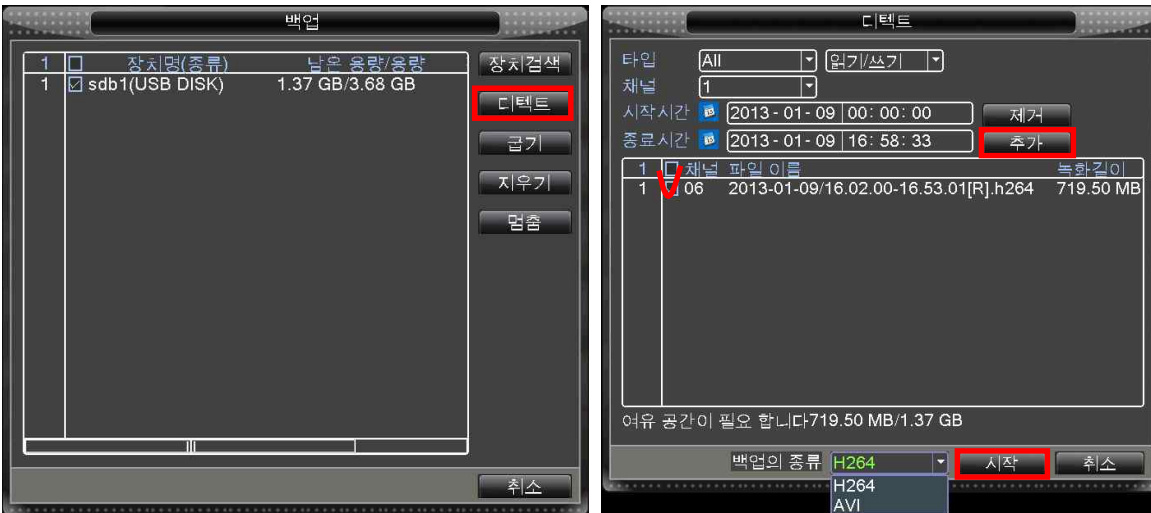 백업
1 장치명(종류) 남은 용량/용량
1 sdb1(USB DISK) 1.37 GB/3.68 GB
장치검색
디텍트
굽기
지우기
멈춤
취소
디텍트
타입 All 읽기/쓰기
채널 1
시작시간 2013-01-09 00:00:00 제거
종료시간 2013-01-09 16:58:33 추가
1 채널 파일 이름 녹화길이
1 06 2013-01-09/16.02.00-16.53.01[R].h264 719.50 MB
여유 공간이 필요 합니다719.50 MB/1.37 GB
백업의 종류 H264 시작 취소
H264
AVI